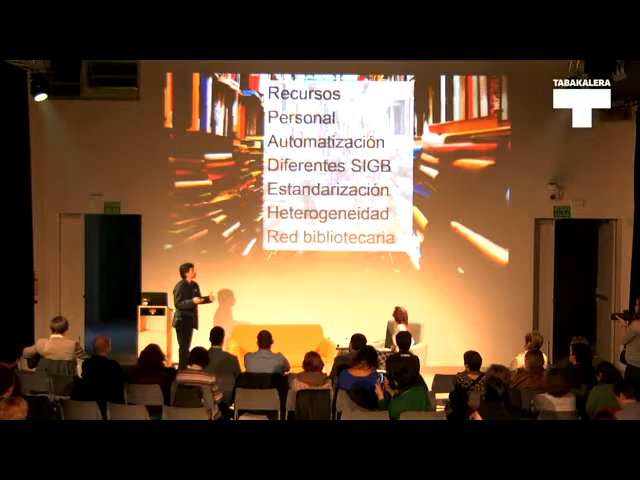 TABAKALERA
T
Recursos
Personal
Automatización
Diferentes SIGB
Estandarización
Heterogeneidad
Red bibliotecaria